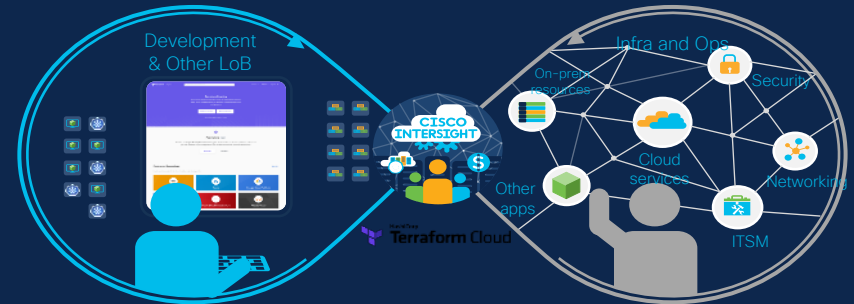 Development
& Other LoB
CISCO
INTERSIGHT
$
HashiCorp
Terraform Cloud
Infra and Ops
On-prem
resources
Security
Cloud
services
Networking
Other
apps
ITSM